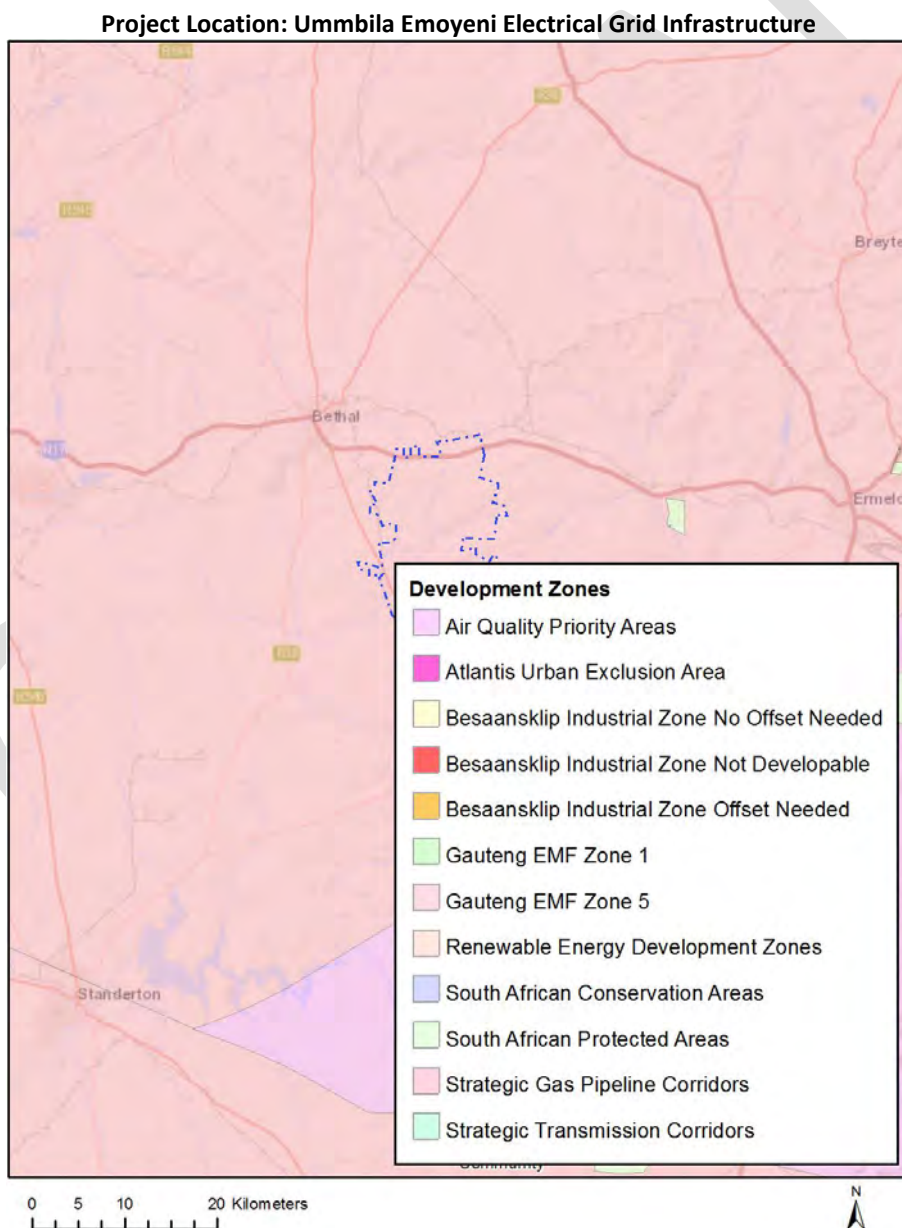 Project Location: Ummbila Emoyeni Electrical Grid Infrastructure
Breyte
Bethal
Ermelo
Standerton
Development Zones
Air Quality Priority Areas
Atlantis Urban Exclusion Area
Besaansklip Industrial Zone No Offset Needed
Besaansklip Industrial Zone Not Developable
Besaansklip Industrial Zone Offset Needed
Gauteng EMF Zone 1
Gauteng EMF Zone 5
Renewable Energy Development Zones
South African Conservation Areas
South African Protected Areas
Strategic Gas Pipeline Corridors
Strategic Transmission Corridors
Community
0 5 10 20 Kilometers
N